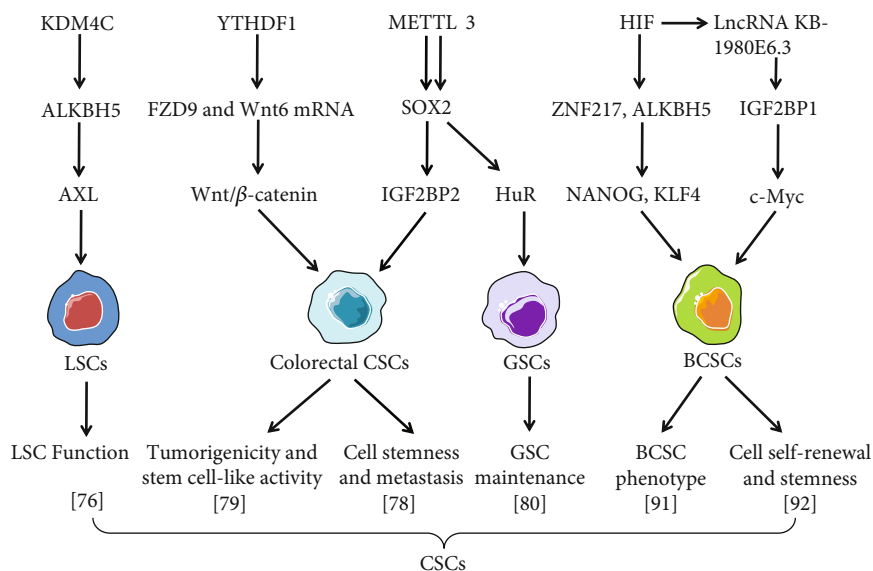 KDM4C
YTHDF1
METTL 3
HIF
LncRNA KB-
1980E6.3
ALKBH5
FZD9 and Wnt6 mRNA
SOX2
ZNF217, ALKBH5
IGF2BP1
AXL
Wnt/β-catenin
IGF2BP2
HuR
NANOG, KLF4
c-Myc
LSCs
Colorectal CSCs
GSCs
BCSCs
LSC Function
[76]
Tumorigenicity and
stem cell-like activity
[79]
Cell stemness
and metastasis
[78]
GSC
maintenance
[80]
BCSC
phenotype
[91]
Cell self-renewal
and stemness
[92]
CSCs